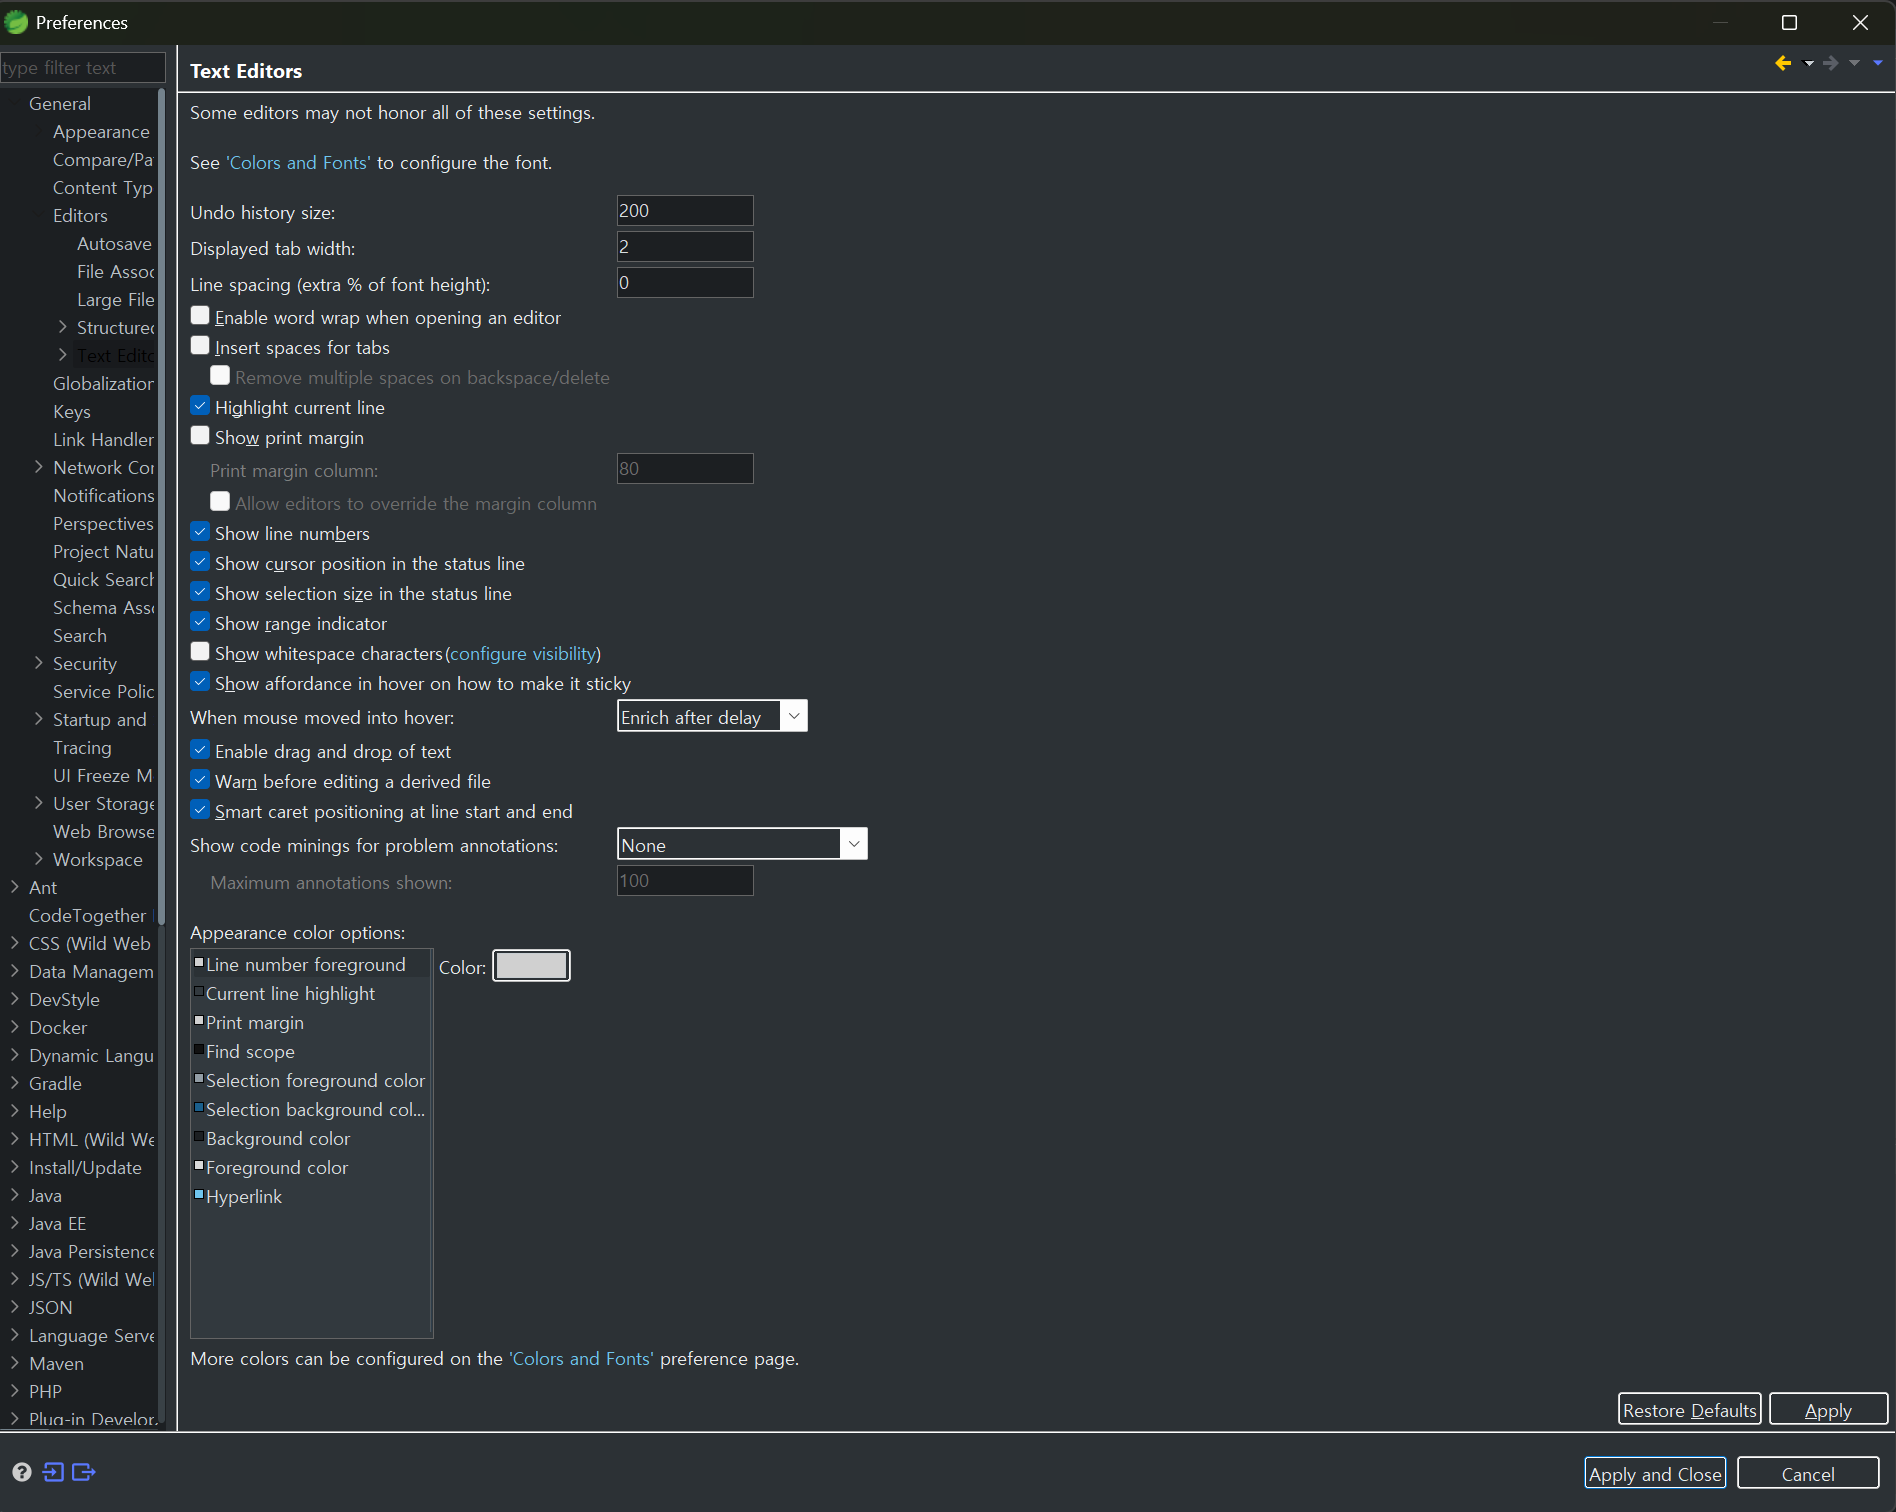 Preferences
type filter text
General
Appearance
Compare/Pa
Content Typ
Editors
Autosave
File Assoc
Large File
Structured
Text Edito
Globalization
Keys
Link Handler
Network Con
Notifications
Perspectives
Project Natu
Quick Search
Schema Asso
Search
Security
Service Polic
Startup and
Tracing
UI Freeze M
User Storage
Web Browse
Workspace
Ant
CodeTogether
CSS (Wild Web
Data Managem
DevStyle
Docker
Dynamic Langu
Gradle
Help
HTML (Wild We
Install/Update
Java
Java EE
Java Persistence
JS/TS (Wild Wel
JSON
Language Serve
Maven
PHP
Plug-in Develop
Text Editors
Some editors may not honor all of these settings.
See 'Colors and Fonts' to configure the font.
Undo history size: 200
Displayed tab width: 2
Line spacing (extra % of font height): 0
Enable word wrap when opening an editor
Insert spaces for tabs
Remove multiple spaces on backspace/delete
Highlight current line
Show print margin
Print margin column: 80
Allow editors to override the margin column
Show line numbers
Show cursor position in the status line
Show selection size in the status line
Show range indicator
Show whitespace characters (configure visibility)
Show affordance in hover on how to make it sticky
When mouse moved into hover: Enrich after delay
Enable drag and drop of text
Warn before editing a derived file
Smart caret positioning at line start and end
Show code minings for problem annotations: None
Maximum annotations shown: 100
Appearance color options:
Line number foreground
Color:
Current line highlight
Print margin
Find scope
Selection foreground color
Selection background col...
Background color
Foreground color
Hyperlink
More colors can be configured on the 'Colors and Fonts' preference page.
Restore Defaults
Apply
Apply and Close
Cancel